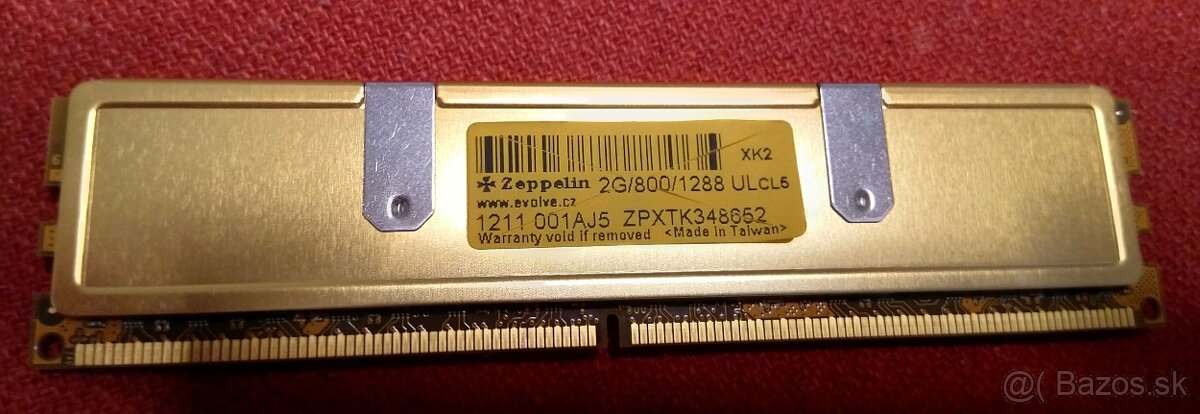 XK2
Zeppelin 2G/800/1288 ULCL5
www.evolve.cz
1211 001AJ5 ZPXTK348652
Warranty void if removed <Made in Taiwan>
6
@( Bazos.sk